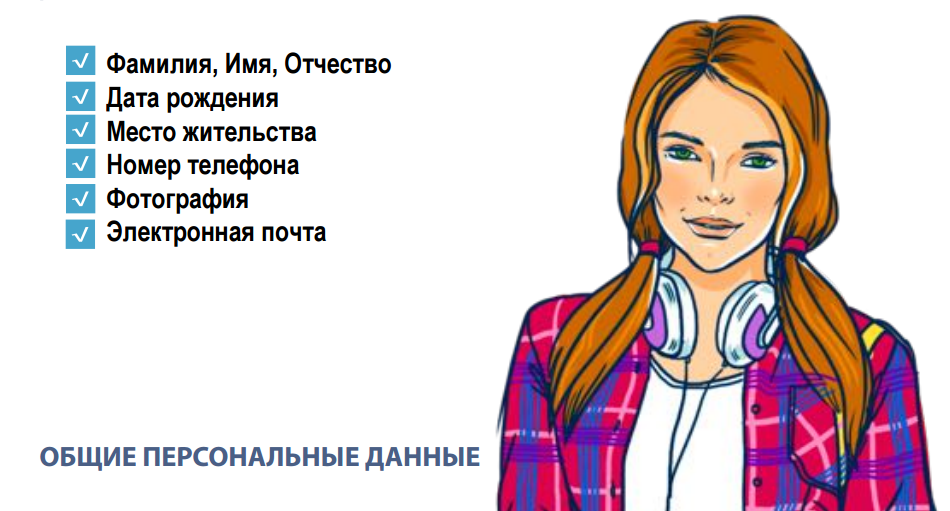 Фамилия, Имя, Отчество
Дата рождения
Место жительства
Номер телефона
Фотография
Электронная почта
ОБЩИЕ ПЕРСОНАЛЬНЫЕ ДАННЫЕ